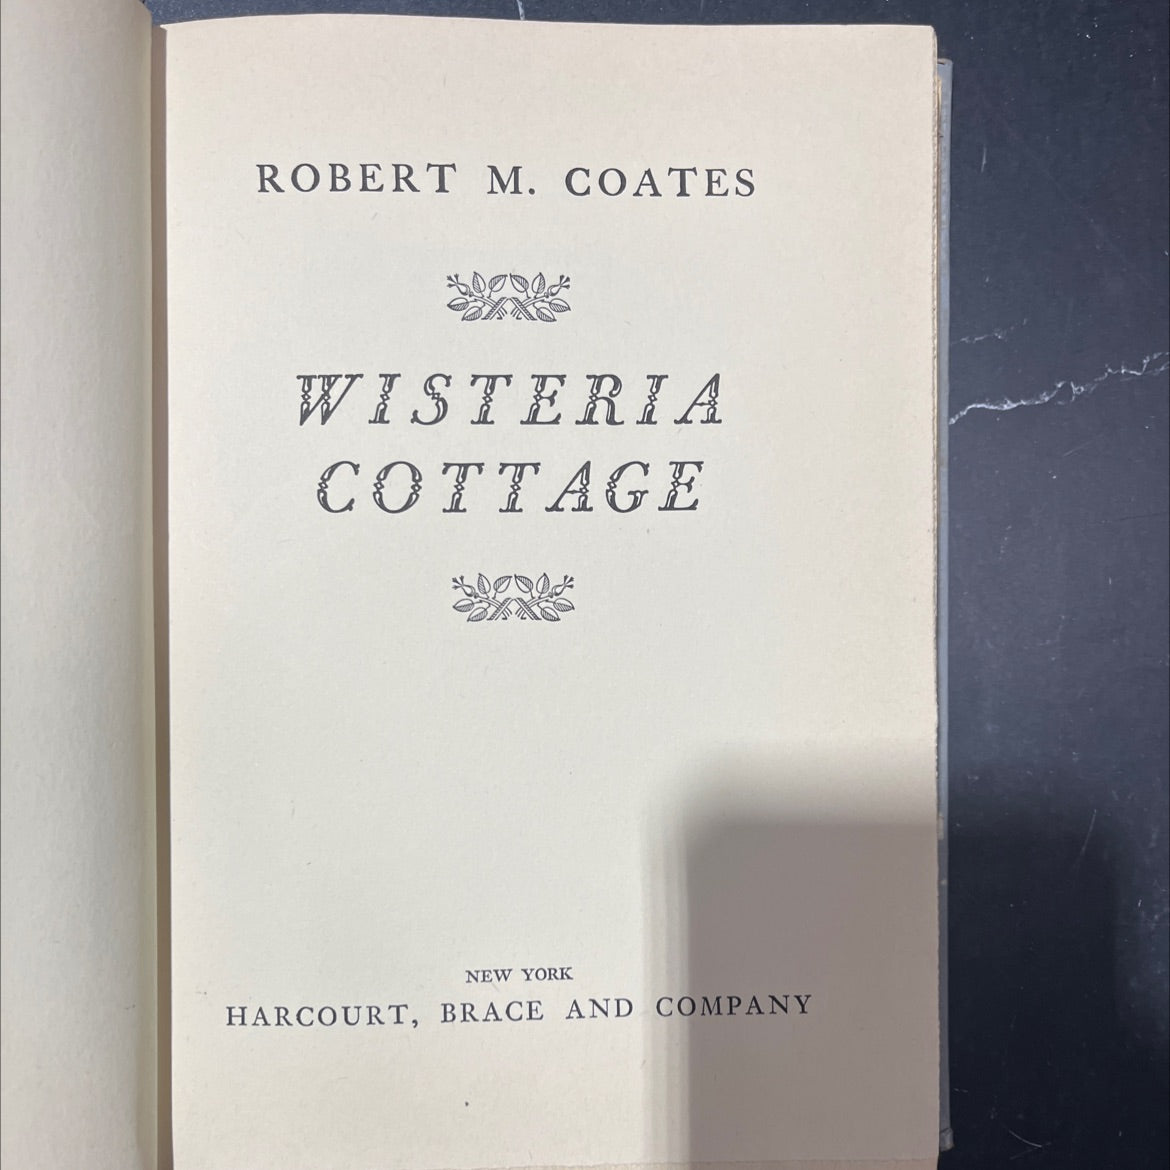 ROBERT M. COATES
WISTERIA
COTTAGE
NEW YORK
HARCOURT, BRACE AND COMPANY